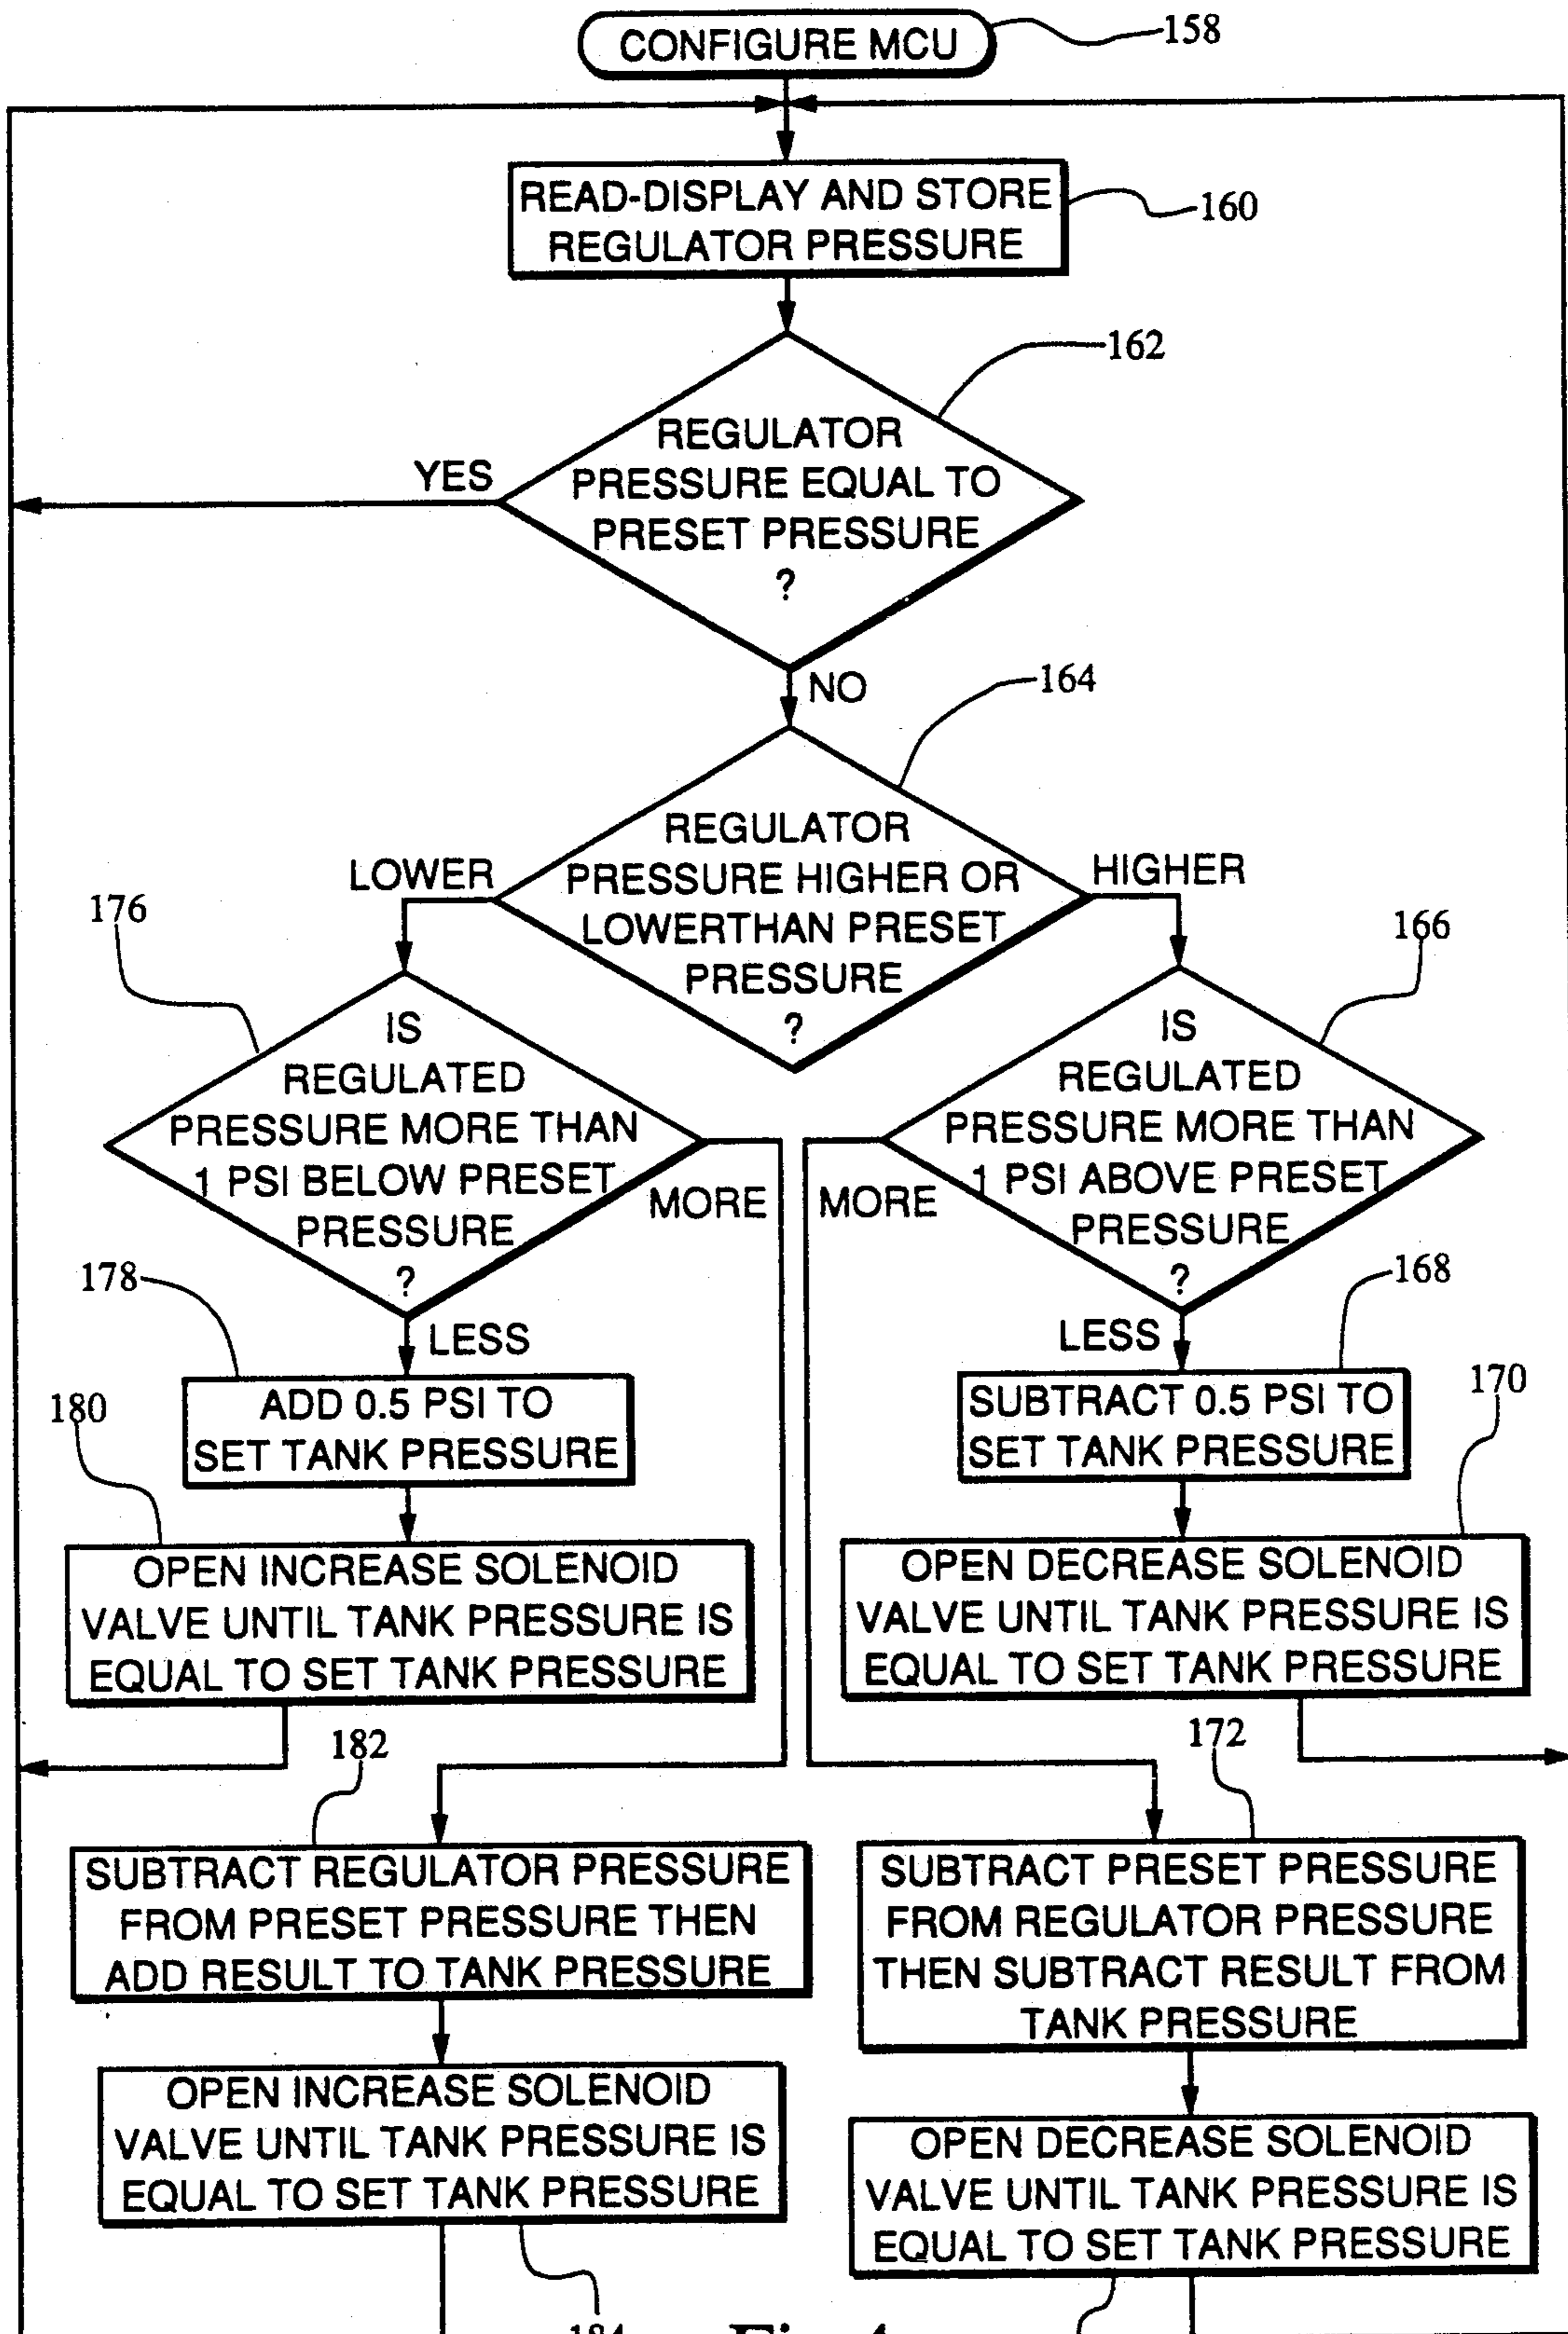 CONFIGURE MCU
158
READ-DISPLAY AND STORE
REGULATOR PRESSURE
160
162
REGULATOR
PRESSURE EQUAL TO
PRESET PRESSURE
?
YES
NO
164
REGULATOR
PRESSURE HIGHER OR
LOWERTHAN PRESET
PRESSURE
?
LOWER
HIGHER
176
166
IS
REGULATED
PRESSURE MORE THAN
1 PSI BELOW PRESET
PRESSURE
?
MORE
LESS
IS
REGULATED
PRESSURE MORE THAN
1 PSI ABOVE PRESET
PRESSURE
?
MORE
LESS
178
168
ADD 0.5 PSI TO
SET TANK PRESSURE
SUBTRACT 0.5 PSI TO
SET TANK PRESSURE
180
170
OPEN INCREASE SOLENOID
VALVE UNTIL TANK PRESSURE IS
EQUAL TO SET TANK PRESSURE
OPEN DECREASE SOLENOID
VALVE UNTIL TANK PRESSURE IS
EQUAL TO SET TANK PRESSURE
182
172
SUBTRACT REGULATOR PRESSURE
FROM PRESET PRESSURE THEN
ADD RESULT TO TANK PRESSURE
SUBTRACT PRESET PRESSURE
FROM REGULATOR PRESSURE
THEN SUBTRACT RESULT FROM
TANK PRESSURE
OPEN INCREASE SOLENOID
VALVE UNTIL TANK PRESSURE IS
EQUAL TO SET TANK PRESSURE
OPEN DECREASE SOLENOID
VALVE UNTIL TANK PRESSURE IS
EQUAL TO SET TANK PRESSURE